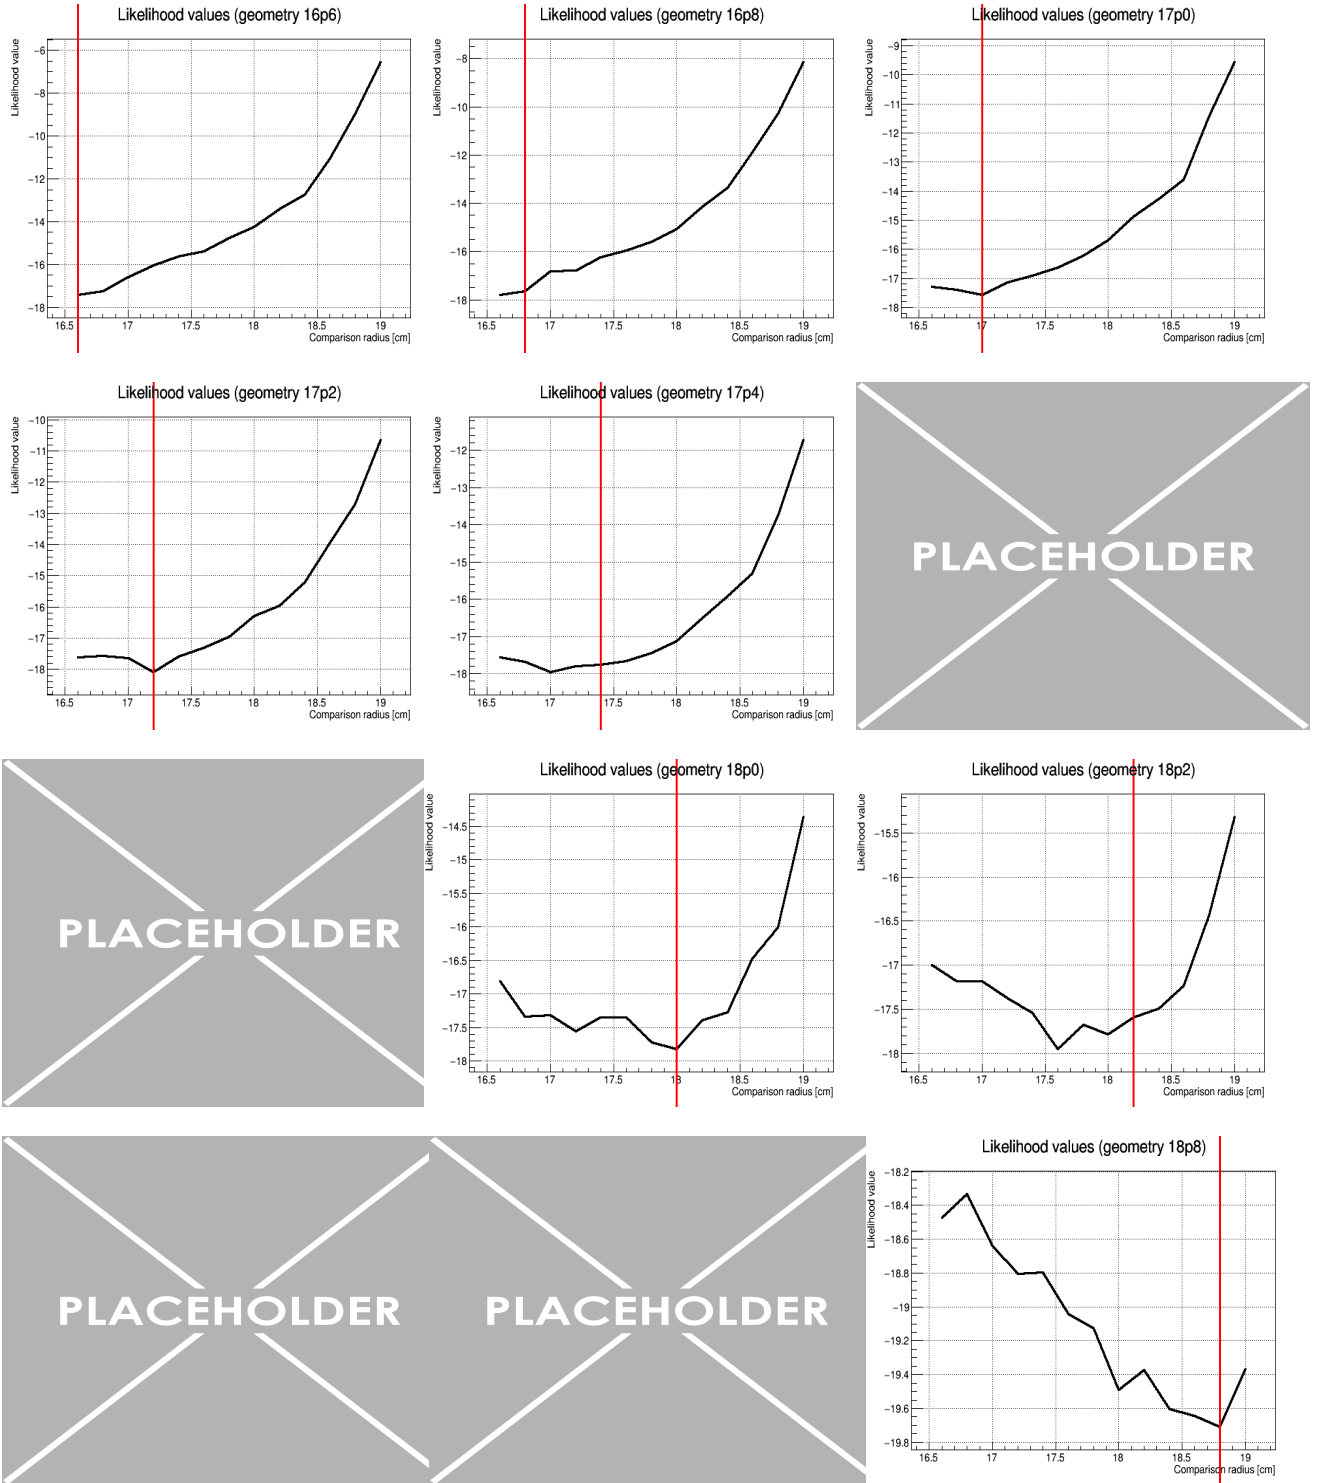 Likelihood values (geometry 16p6)
Likelihood value
−6
−8
−10
−12
−14
−16
−18
16.5 17 17.5 18 18.5 19
Comparison radius [cm]
Likelihood values (geometry 16p8)
Likelihood value
−8
−10
−12
−14
−16
−18
16.5 17 17.5 18 18.5 19
Comparison radius [cm]
Likelihood values (geometry 17p0)
Likelihood value
−9
−10
−11
−12
−13
−14
−15
−16
−17
−18
16.5 17 17.5 18 18.5 19
Comparison radius [cm]
Likelihood values (geometry 17p2)
Likelihood value
−10
−11
−12
−13
−14
−15
−16
−17
−18
16.5 17 17.5 18 18.5 19
Comparison radius [cm]
Likelihood values (geometry 17p4)
Likelihood value
−12
−13
−14
−15
−16
−17
−18
16.5 17 17.5 18 18.5 19
Comparison radius [cm]
PLACEHOLDER
PLACEHOLDER
Likelihood values (geometry 18p0)
Likelihood value
−14.5
−15
−15.5
−16
−16.5
−17
−17.5
−18
16.5 17 17.5 18 18.5 19
Comparison radius [cm]
Likelihood values (geometry 18p2)
Likelihood value
−15.5
−16
−16.5
−17
−17.5
−18
16.5 17 17.5 18 18.5 19
Comparison radius [cm]
PLACEHOLDER
PLACEHOLDER
Likelihood values (geometry 18p8)
Likelihood value
−18.2
−18.4
−18.6
−18.8
−19
−19.2
−19.4
−19.6
−19.8
16.5 17 17.5 18 18.5 19
Comparison radius [cm]